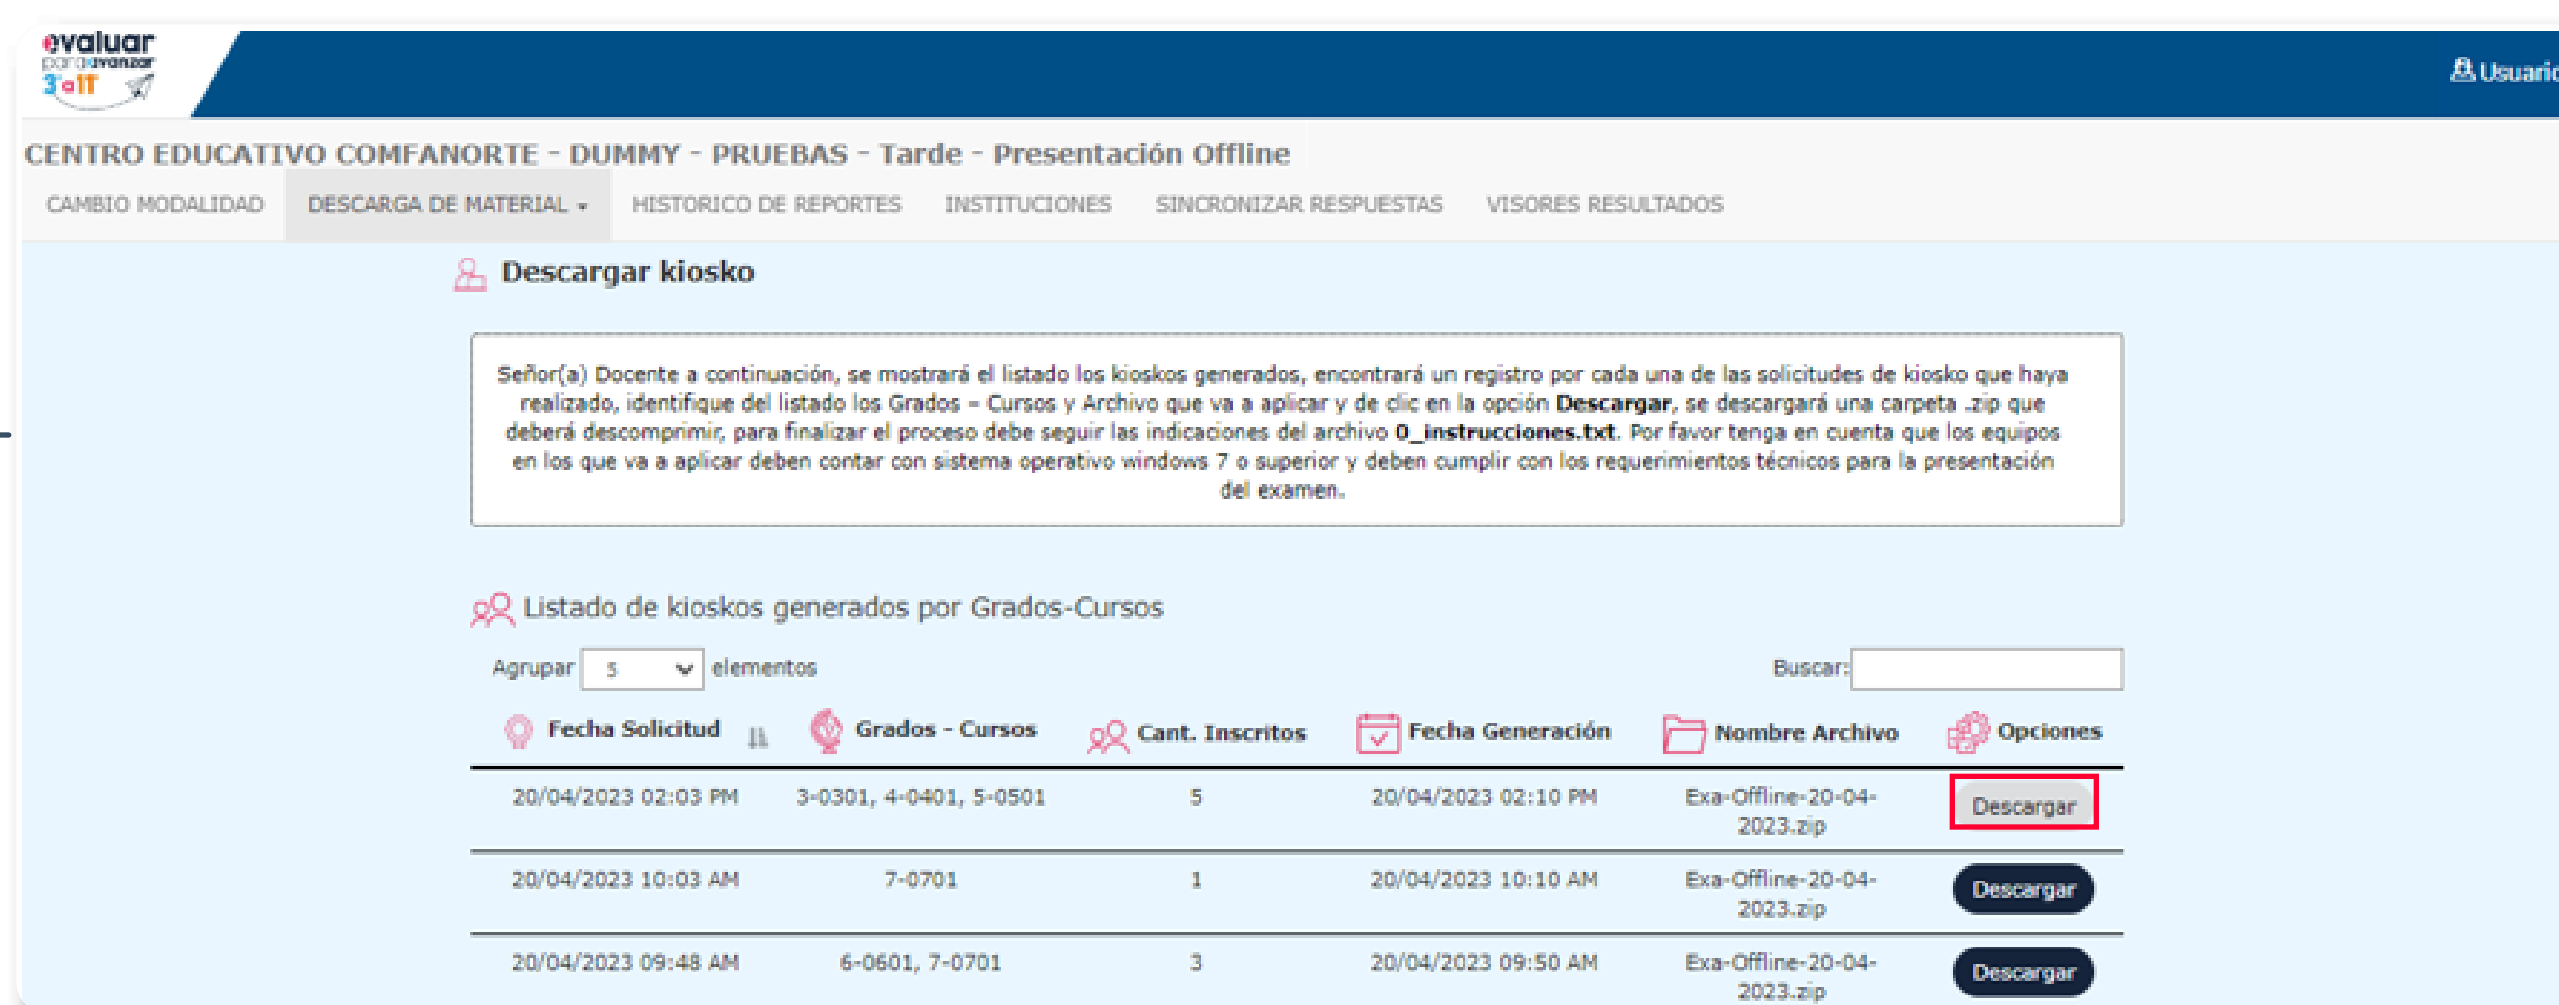 evaluar
para avanzar
3°a11°
Usuario
CENTRO EDUCATIVO COMFANORTE - DUMMY - PRUEBAS - Tarde - Presentación Offline
CAMBIO MODALIDAD DESCARGA DE MATERIAL HISTORICO DE REPORTES INSTITUCIONES SINCRONIZAR RESPUESTAS VISORES RESULTADOS
Descargar kiosko
Señor(a) Docente a continuación, se mostrará el listado los kioskos generados, encontrará un registro por cada una de las solicitudes de kiosko que haya
realizado, identifique del listado los Grados – Cursos y Archivo que va a aplicar y de clic en la opción Descargar, se descargará una carpeta .zip que
deberá descomprimir, para finalizar el proceso debe seguir las indicaciones del archivo 0_instrucciones.txt. Por favor tenga en cuenta que los equipos
en los que va a aplicar deben contar con sistema operativo windows 7 o superior y deben cumplir con los requerimientos técnicos para la presentación
del examen.
Listado de kioskos generados por Grados-Cursos
Agrupar 5 elementos Buscar:
Fecha Solicitud Grados - Cursos Cant. Inscritos Fecha Generación Nombre Archivo Opciones
20/04/2023 02:03 PM 3-0301, 4-0401, 5-0501 5 20/04/2023 02:10 PM Exa-Offline-20-04-
2023.zip Descargar
20/04/2023 10:03 AM 7-0701 1 20/04/2023 10:10 AM Exa-Offline-20-04-
2023.zip Descargar
20/04/2023 09:48 AM 6-0601, 7-0701 3 20/04/2023 09:50 AM Exa-Offline-20-04-
2023.zip Descargar